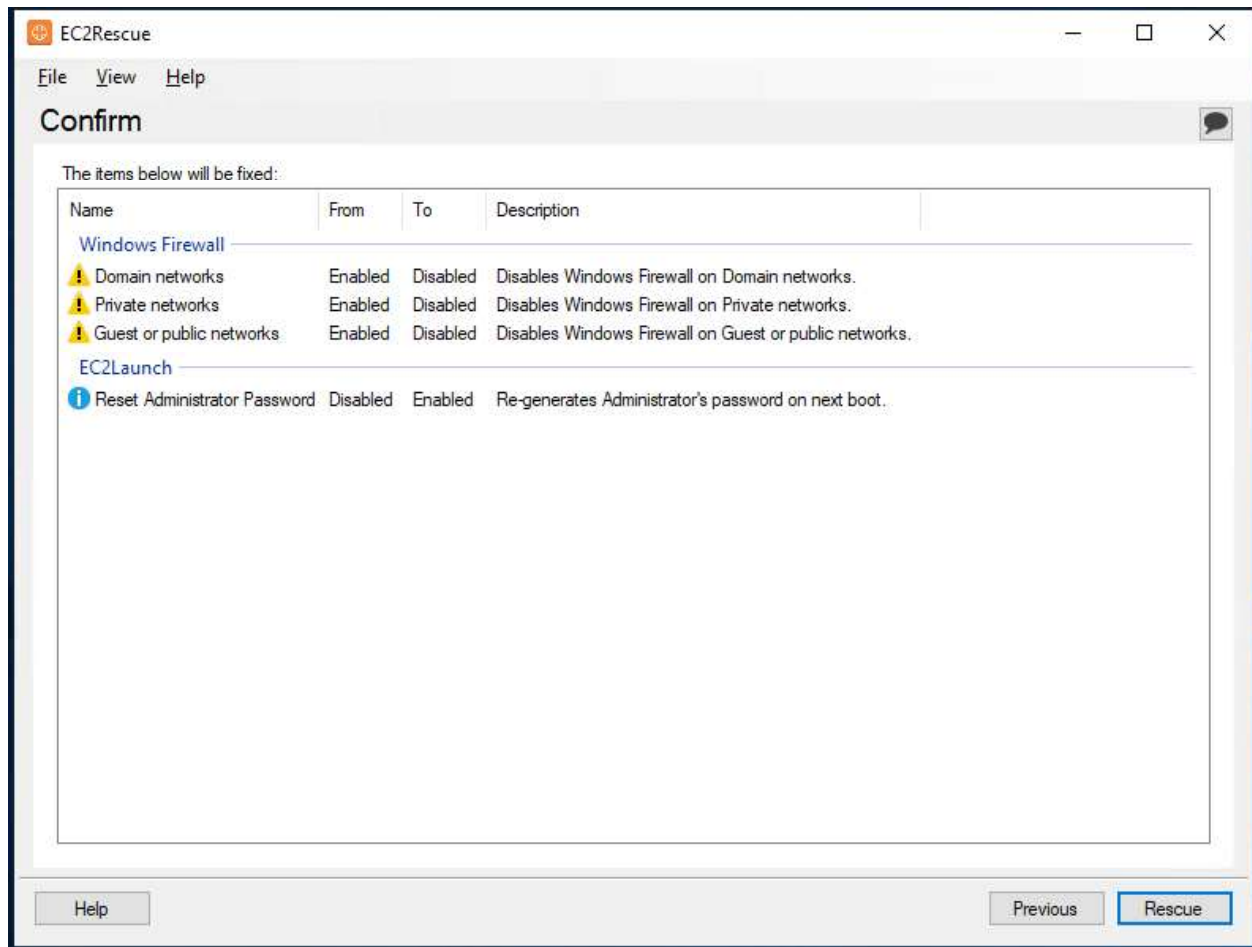 EC2Rescue
File View Help
Confirm
The items below will be fixed:
Name From To Description
Windows Firewall
Domain networks Enabled Disabled Disables Windows Firewall on Domain networks.
Private networks Enabled Disabled Disables Windows Firewall on Private networks.
Guest or public networks Enabled Disabled Disables Windows Firewall on Guest or public networks.
EC2Launch
Reset Administrator Password Disabled Enabled Re-generates Administrator's password on next boot.
Help Previous Rescue